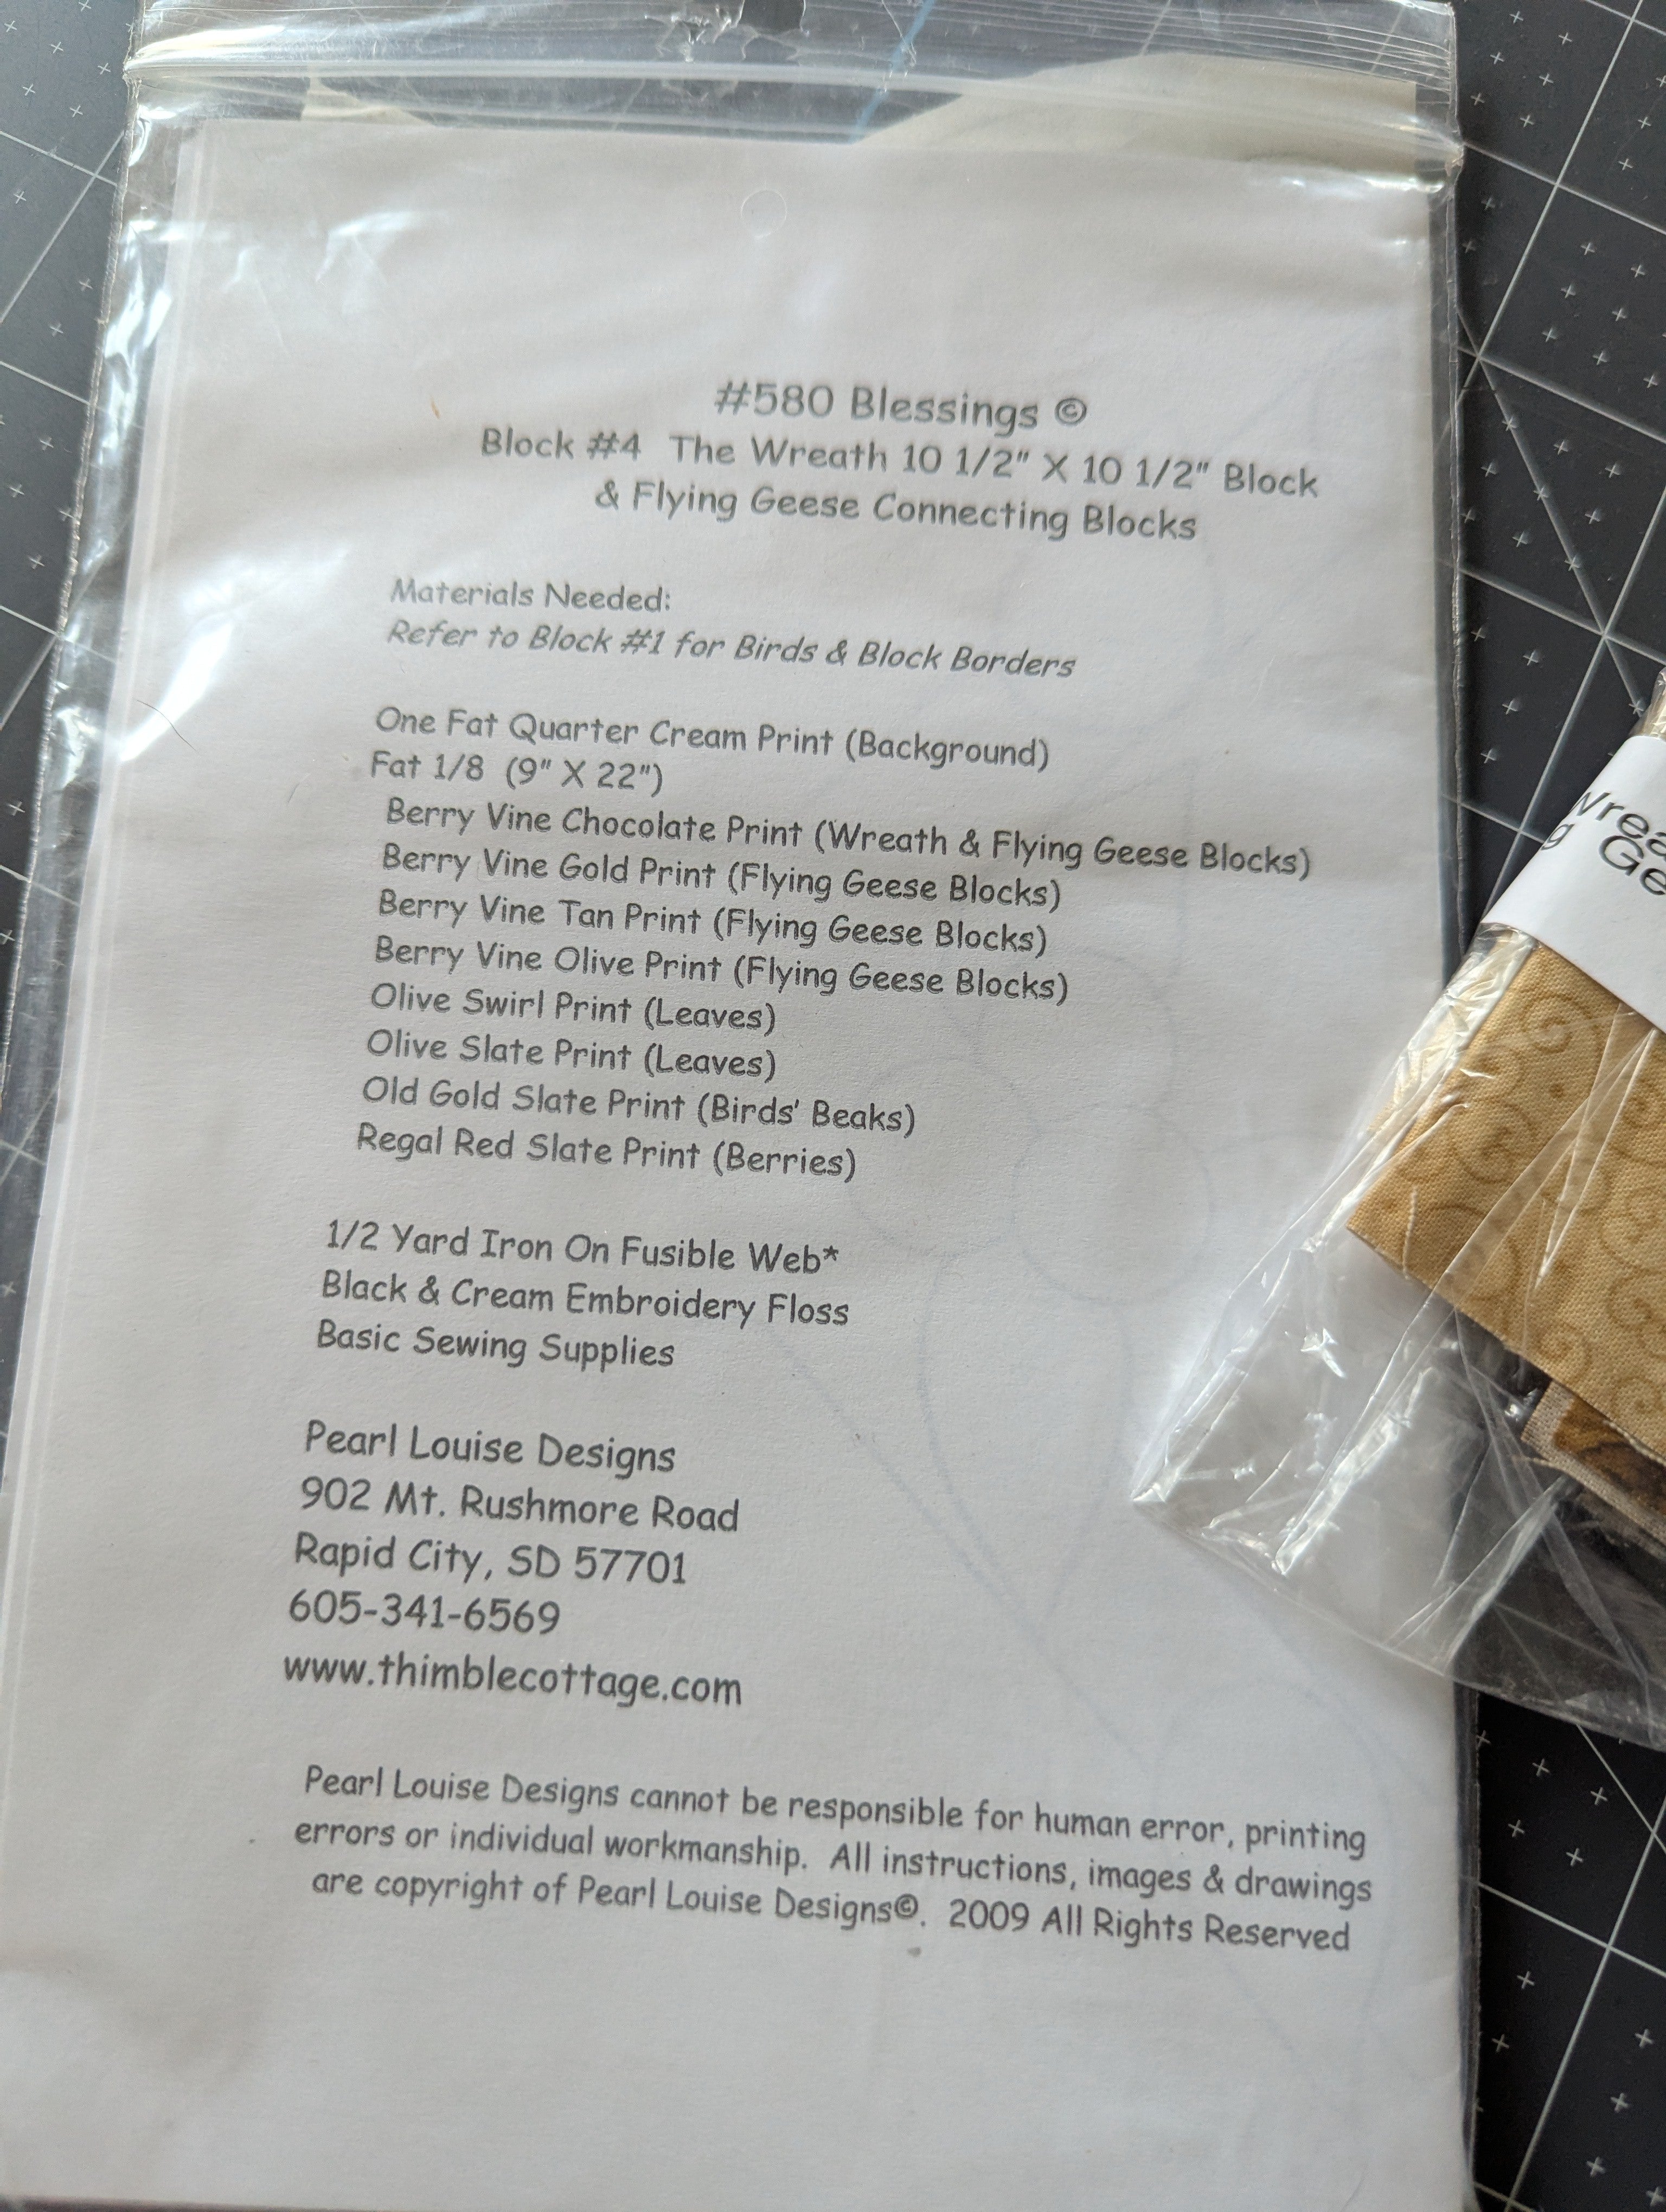 #580 Blessings ©
Block #4  The Wreath 10 1/2" X 10 1/2" Block
& Flying Geese Connecting Blocks
Materials Needed:
Refer to Block #1 for Birds & Block Borders
One Fat Quarter Cream Print (Background)
Fat 1/8  (9" X 22")
Berry Vine Chocolate Print (Wreath & Flying Geese Blocks)
Berry Vine Gold Print (Flying Geese Blocks)
Berry Vine Tan Print (Flying Geese Blocks)
Berry Vine Olive Print (Flying Geese Blocks)
Olive Swirl Print (Leaves)
Olive Slate Print (Leaves)
Old Gold Slate Print (Birds' Beaks)
Regal Red Slate Print (Berries)
1/2 Yard Iron On Fusible Web*
Black & Cream Embroidery Floss
Basic Sewing Supplies
Pearl Louise Designs
902 Mt. Rushmore Road
Rapid City, SD 57701
605-341-6569
www.thimblecottage.com
Pearl Louise Designs cannot be responsible for human error, printing
errors or individual workmanship.  All instructions, images & drawings
are copyright of Pearl Louise Designs©.  2009 All Rights Reserved